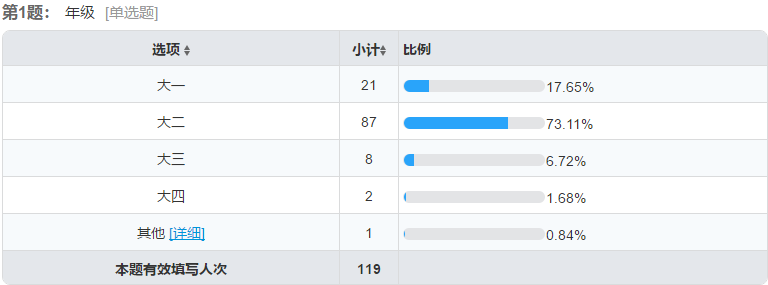 第1题： 年级 [单选题]
选项 小计 比例
大一 21 17.65%
大二 87 73.11%
大三 8 6.72%
大四 2 1.68%
其他 [详细] 1 0.84%
本题有效填写人次 119